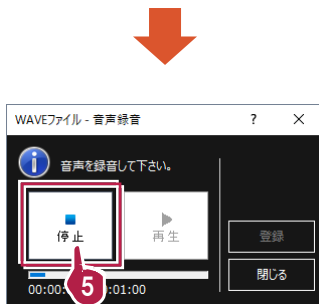 WAVEファイル - 音声録音 ? ×
音声を録音して下さい。
停止 再生
登録
閉じる
00:00: :01:00
5